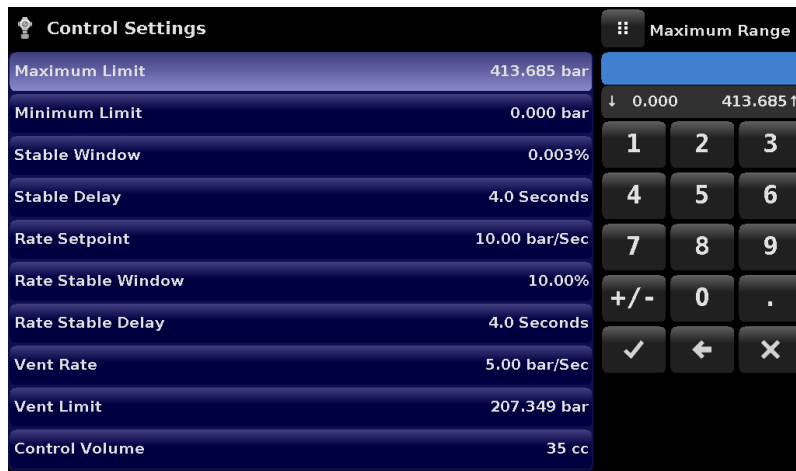 Control Settings
Maximum Limit 413.685 bar
Minimum Limit 0.000 bar
Stable Window 0.003%
Stable Delay 4.0 Seconds
Rate Setpoint 10.00 bar/Sec
Rate Stable Window 10.00%
Rate Stable Delay 4.0 Seconds
Vent Rate 5.00 bar/Sec
Vent Limit 207.349 bar
Control Volume 35 cc
Maximum Range
↓ 0.000 413.685↑
1 2 3
4 5 6
7 8 9
+/- 0 .